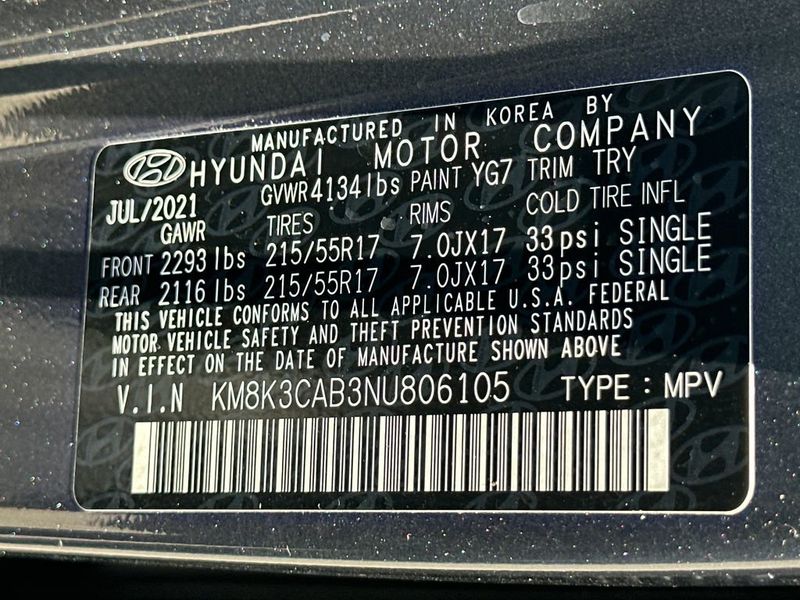 MANUFACTURED IN KOREA BY
HYUNDAI MOTOR COMPANY
JUL/2021 GVWR 4134 lbs PAINT YG7 TRIM TRY
GAWR TIRES RIMS COLD TIRE INFL
FRONT 2293 lbs 215/55R17 7.0JX17 33psi SINGLE
REAR 2116 lbs 215/55R17 7.0JX17 33psi SINGLE
THIS VEHICLE CONFORMS TO ALL APPLICABLE U.S.A. FEDERAL
MOTOR VEHICLE SAFETY AND THEFT PREVENTION STANDARDS
IN EFFECT ON THE DATE OF MANUFACTURE SHOWN ABOVE
V.I.N KM8K3CAB3NU806105 TYPE : MPV